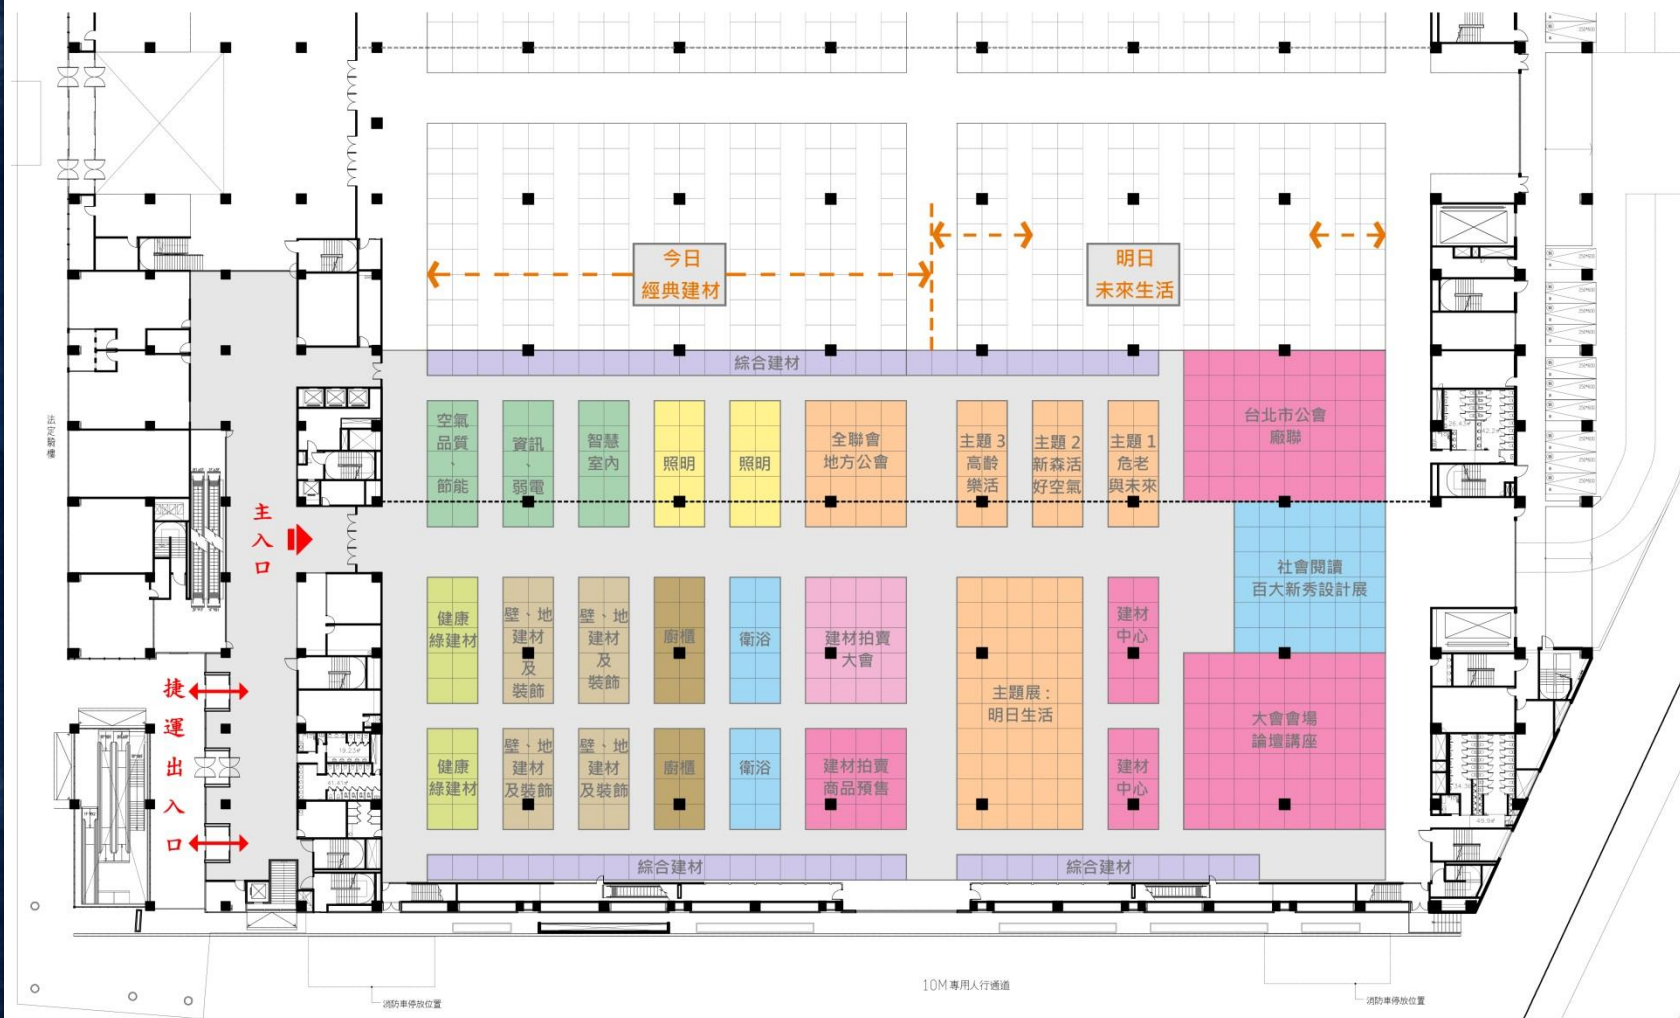 今日
經典建材
明日
未來生活
綜合建材
空氣
品質
、
節能
資訊
、
弱電
智慧
室內
照明
照明
全聯會
地方公會
主題 3
高齡
樂活
主題 2
新森活
好空氣
主題 1
危老
與未來
台北市公會
廠聯
法定騎樓
主
入
口
社會閱讀
百大新秀設計展
健康
綠建材
壁、地
建材
及
裝飾
壁、地
建材
及
裝飾
廚櫃
衛浴
建材拍賣
大會
主題展:
明日生活
建材
中心
大會會場
論壇講座
捷
運
出
入
口
健康
綠建材
壁、地
建材
及裝飾
壁、地
建材
及裝飾
廚櫃
衛浴
建材拍賣
商品預售
建材
中心
綜合建材
綜合建材
10M專用人行通道
消防車停放位置
消防車停放位置